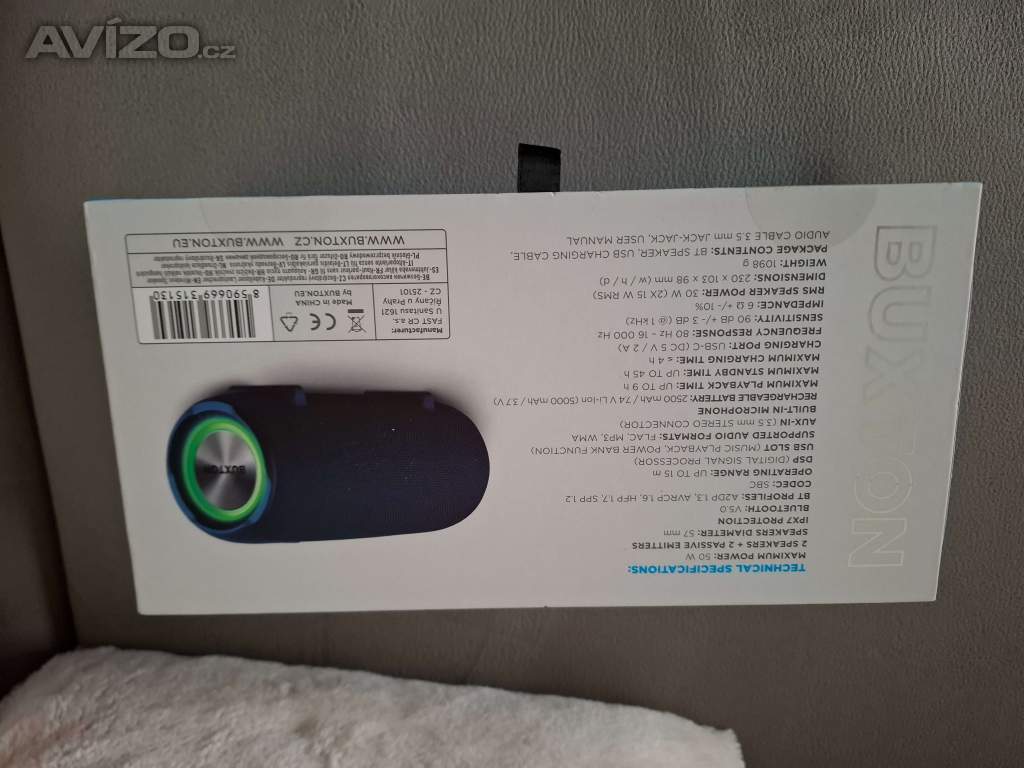 AVÍZO.cz
BUXTON
TECHNICAL SPECIFICATIONS:
MAXIMUM POWER: 50 W
2 SPEAKERS + 2 PASSIVE EMITTERS
SPEAKERS DIAMETER: 57 mm
IPX7 PROTECTION
BLUETOOTH: V5.0
BT PROFILES: A2DP 1.3, AVRCP 1.6, HFP 1.7, SPP 1.2
CODEC: SBC
OPERATING RANGE: UP TO 15 m
DSP (DIGITAL SIGNAL PROCESSOR)
USB SLOT (MUSIC PLAYBACK, POWER BANK FUNCTION)
SUPPORTED AUDIO FORMATS: FLAC, MP3, WMA
AUX-IN (3.5 mm STEREO CONNECTOR)
BUILT-IN MICROPHONE
RECHARGEABLE BATTERY: 2500 mAh / 7.4 V Li-Ion (5000 mAh / 3.7 V)
MAXIMUM PLAYBACK TIME: UP TO 9 h
MAXIMUM STANDBY TIME: UP TO 45 h
MAXIMUM CHARGING TIME: ≤ 4 h
CHARGING PORT: USB-C (DC 5 V / 2 A)
FREQUENCY RESPONSE: 80 Hz - 16 000 Hz
SENSITIVITY: 90 dB +/- 3 dB (@ 1 kHz)
IMPEDANCE: 6 Ω +/- 10%
RMS SPEAKER POWER: 30 W (2X 15 W RMS)
DIMENSIONS: 230 x 103 x 98 mm (w / h / d)
WEIGHT: 1098 g
PACKAGE CONTENTS: BT SPEAKER, USB CHARGING CABLE,
AUDIO CABLE 3.5 mm JACK-JACK, USER MANUAL
BUXTON
Manufacturer:
FAST ČR a.s.
U Sanitasu 1621
Říčany u Prahy
CZ - 25101
CE
Made in CHINA
by BUXTON.EU
8 590669 315130
WWW.BUXTON.CZ WWW.BUXTON.EU